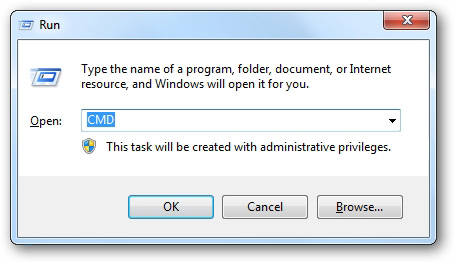 Run
Type the name of a program, folder, document, or Internet
resource, and Windows will open it for you.
Open: CMD
This task will be created with administrative privileges.
OK Cancel Browse...